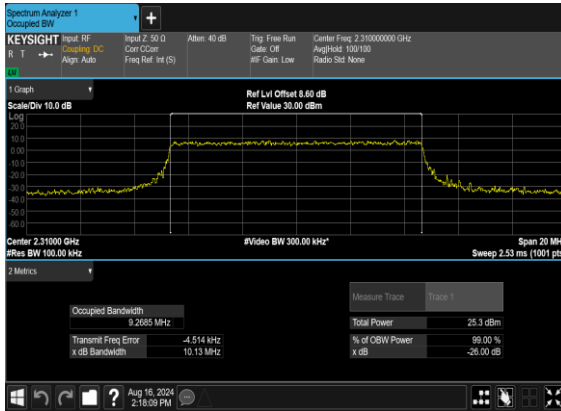 Spectrum Analyzer 1
Occupied BW
+
KEYSIGHT
R T
LXI
Input: RF
Coupling: DC
Align: Auto
Input Z: 50 Ω
Corr CCorr
Freq Ref: Int (S)
Atten: 40 dB
Trig: Free Run
Gate: Off
#IF Gain: Low
Center Freq: 2.310000000 GHz
Avg|Hold: 100/100
Radio Std: None
1 Graph
Scale/Div 10.0 dB
Ref Lvl Offset 8.60 dB
Ref Value 30.00 dBm
Log
20.0
10.0
0.00
-10.0
-20.0
-30.0
-40.0
-50.0
-60.0
Center 2.31000 GHz
#Res BW 100.00 kHz
#Video BW 300.00 kHz*
Span 20 MH
Sweep 2.53 ms (1001 pts
2 Metrics
Measure Trace Trace 1
Occupied Bandwidth
9.2685 MHz
Total Power 25.3 dBm
Transmit Freq Error -4.514 kHz
% of OBW Power 99.00 %
x dB Bandwidth 10.13 MHz
x dB -26.00 dB
?
Aug 16, 2024
2:18:09 PM